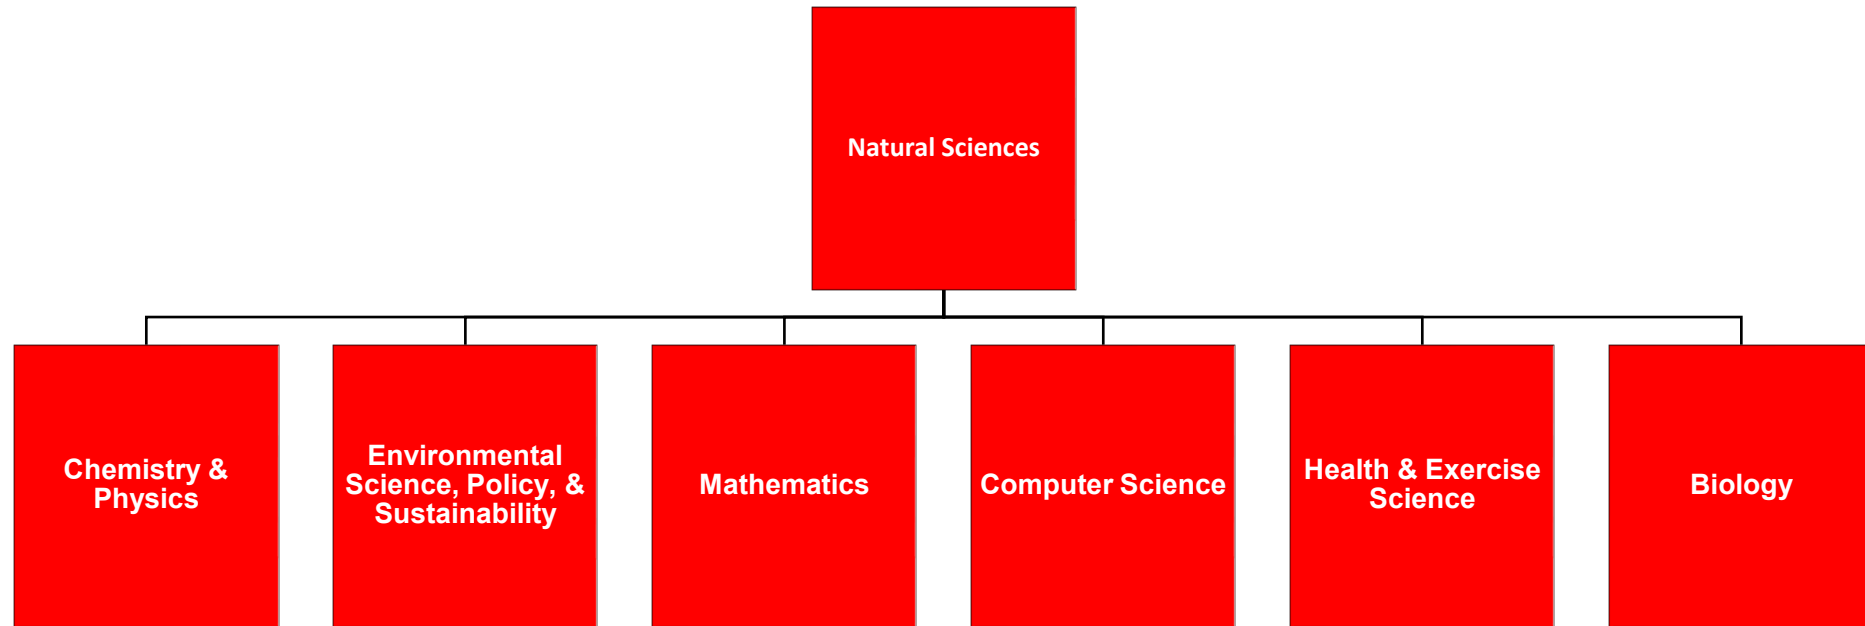 Natural Sciences
Chemistry &
Physics
Environmental
Science, Policy, &
Sustainability
Mathematics
Computer Science
Health & Exercise
Science
Biology